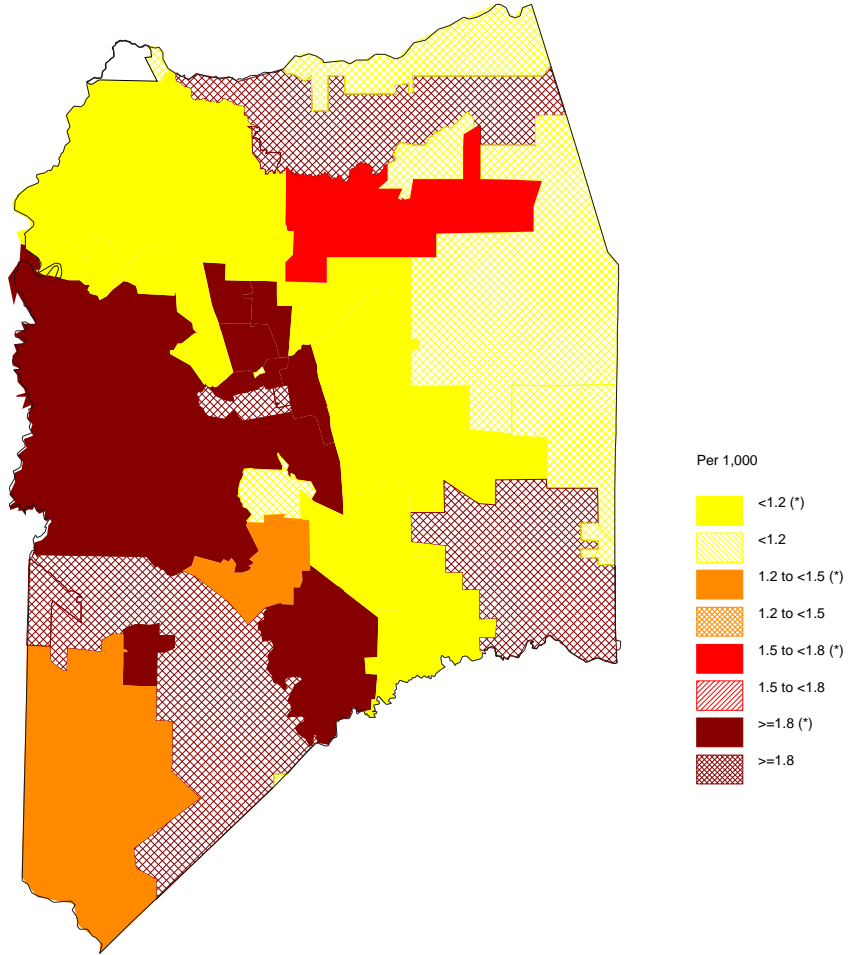 Per 1,000
<1.2 (*)
<1.2
1.2 to <1.5 (*)
1.2 to <1.5
1.5 to <1.8 (*)
1.5 to <1.8
>=1.8 (*)
>=1.8